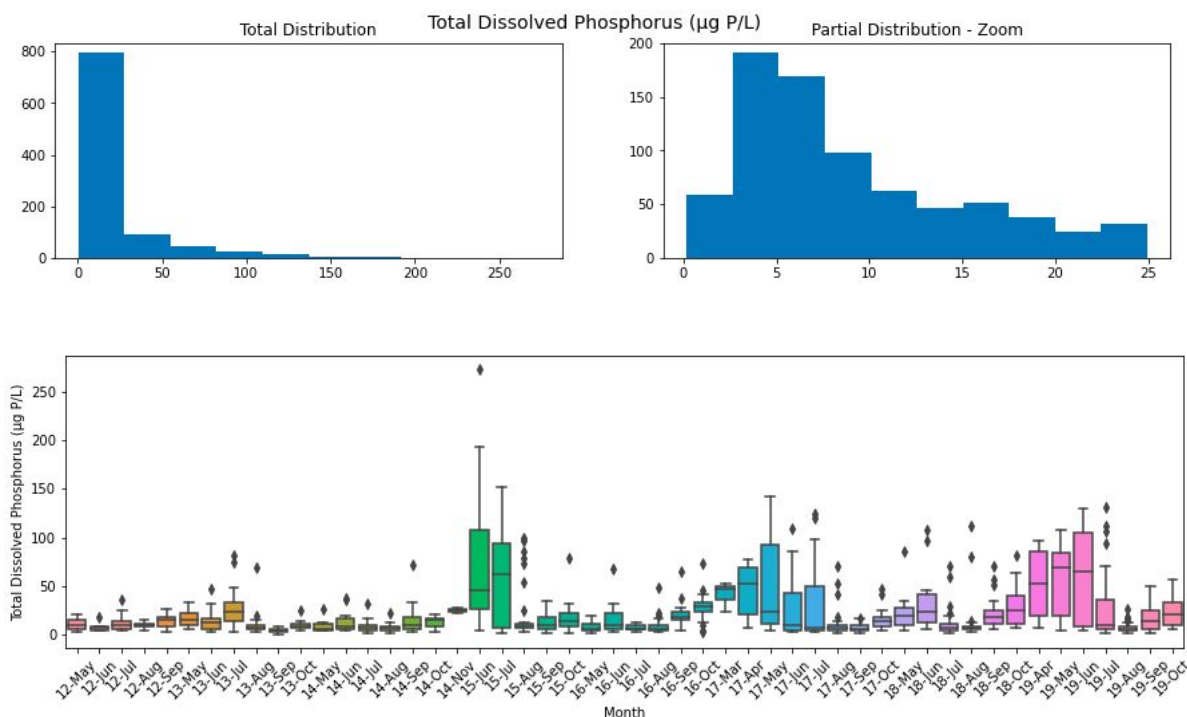 Total Dissolved Phosphorus (µg P/L)
Total Distribution
Partial Distribution - Zoom
800
600
400
200
0
0 50 100 150 200 250
200
150
100
50
0
0 5 10 15 20 25
Total Dissolved Phosphorus (µg P/L)
250
200
150
100
50
0
12-May 12-Jun 12-Jul 12-Aug 12-Sep 13-May 13-Jun 13-Jul 13-Aug 13-Sep 13-Oct 14-May 14-Jun 14-Jul 14-Aug 14-Sep 14-Oct 14-Nov 15-Jun 15-Jul 15-Aug 15-Sep 15-Oct 16-May 16-Jun 16-Jul 16-Aug 16-Sep 16-Oct 17-Mar 17-Apr 17-May 17-Jun 17-Jul 17-Aug 17-Sep 17-Oct 18-May 18-Jun 18-Jul 18-Aug 18-Sep 18-Oct 19-Apr 19-May 19-Jun 19-Jul 19-Aug 19-Sep 19-Oct
Month